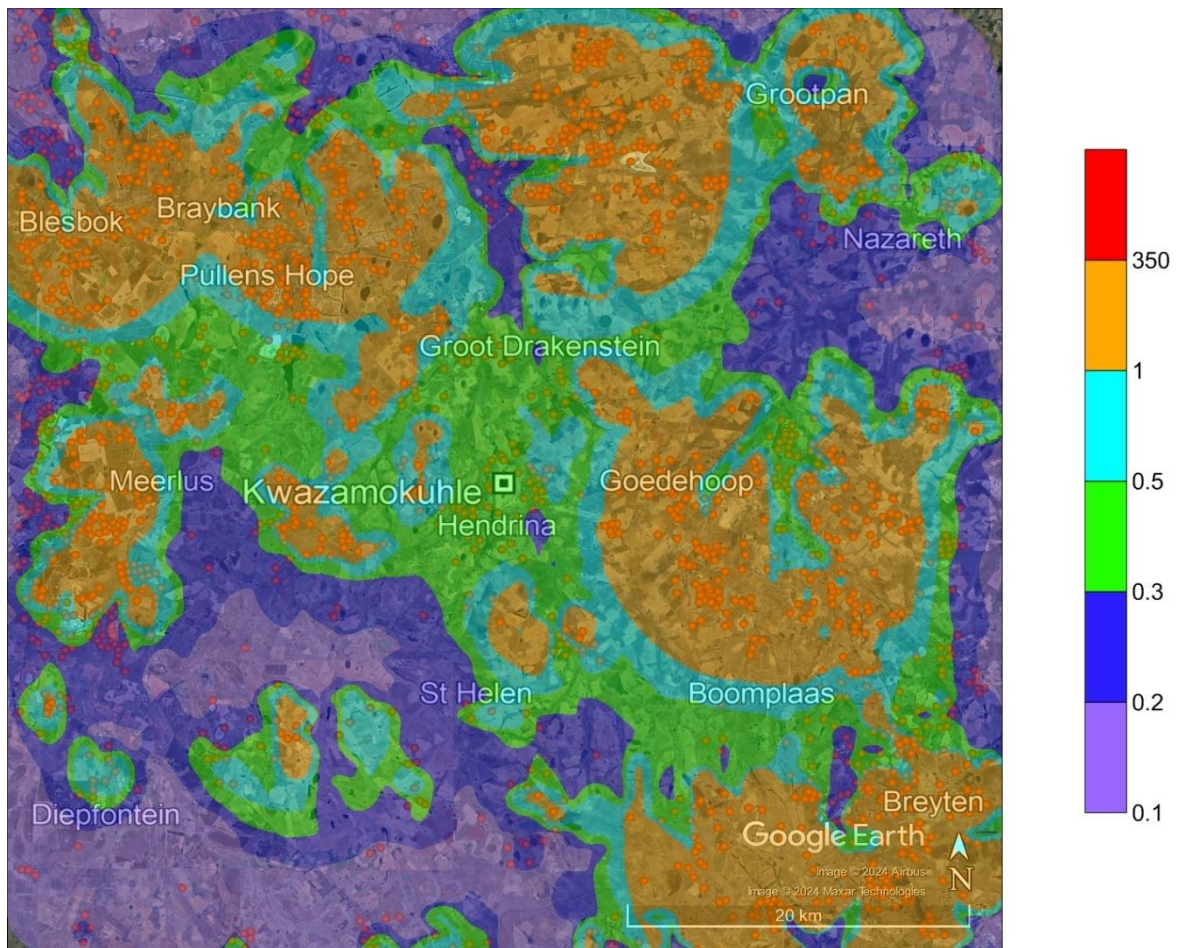 Grootpan
Blesbok
Braybank
Nazareth
Pullens Hope
Groot Drakenstein
Meerlus
Kwazamokuhle
Goedehoop
Hendrina
St Helen
Boomplaas
Diepfontein
Breyten
Google Earth
Image © 2024 Airbus
Image © 2024 Maxar Technologies
N
20 km
350
1
0.5
0.3
0.2
0.1